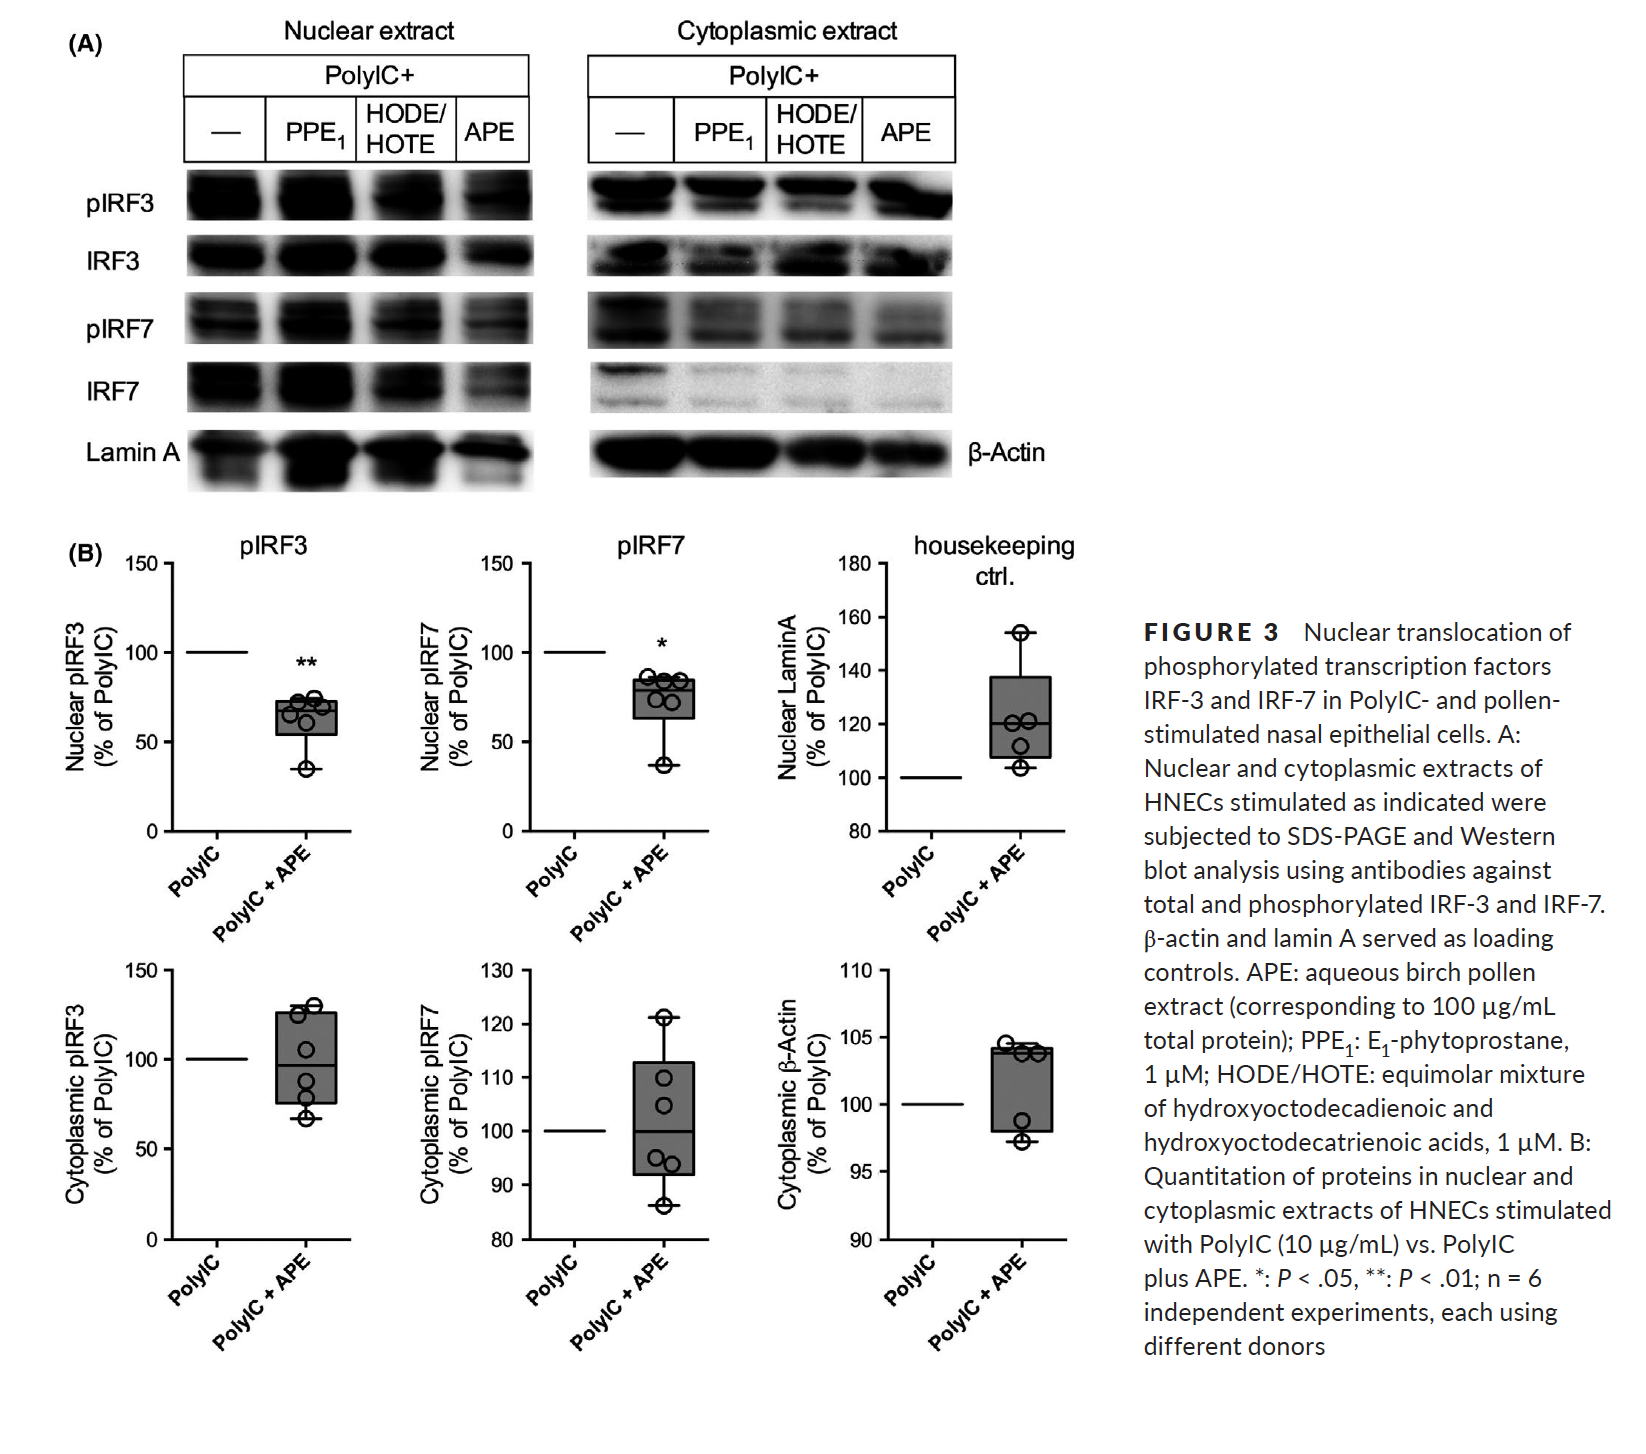 (A)
Nuclear extract
Cytoplasmic extract
PolyIC+
PolyIC+
—
PPE1
HODE/
HOTE
APE
—
PPE1
HODE/
HOTE
APE
pIRF3
IRF3
pIRF7
IRF7
Lamin A
β-Actin
(B)
pIRF3
150
100
50
0
Nuclear pIRF3
(% of PolyIC)
**
PolyIC
PolyIC + APE
pIRF7
150
100
50
0
Nuclear pIRF7
(% of PolyIC)
*
PolyIC
PolyIC + APE
housekeeping
ctrl.
180
160
140
120
100
80
Nuclear LaminA
(% of PolyIC)
PolyIC
PolyIC + APE
150
100
50
0
Cytoplasmic pIRF3
(% of PolyIC)
PolyIC
PolyIC + APE
130
120
110
100
90
80
Cytoplasmic pIRF7
(% of PolyIC)
PolyIC
PolyIC + APE
110
105
100
95
90
Cytoplasmic β-Actin
(% of PolyIC)
PolyIC
PolyIC + APE
FIGURE 3 Nuclear translocation of
phosphorylated transcription factors
IRF-3 and IRF-7 in PolyIC- and pollen-
stimulated nasal epithelial cells. A:
Nuclear and cytoplasmic extracts of
HNECs stimulated as indicated were
subjected to SDS-PAGE and Western
blot analysis using antibodies against
total and phosphorylated IRF-3 and IRF-7.
β-actin and lamin A served as loading
controls. APE: aqueous birch pollen
extract (corresponding to 100 μg/mL
total protein); PPE1: E1-phytoprostane,
1 μM; HODE/HOTE: equimolar mixture
of hydroxyoctodecadienoic and
hydroxyoctodecatrienoic acids, 1 μM. B:
Quantitation of proteins in nuclear and
cytoplasmic extracts of HNECs stimulated
with PolyIC (10 μg/mL) vs. PolyIC
plus APE. *: P < .05, **: P < .01; n = 6
independent experiments, each using
different donors